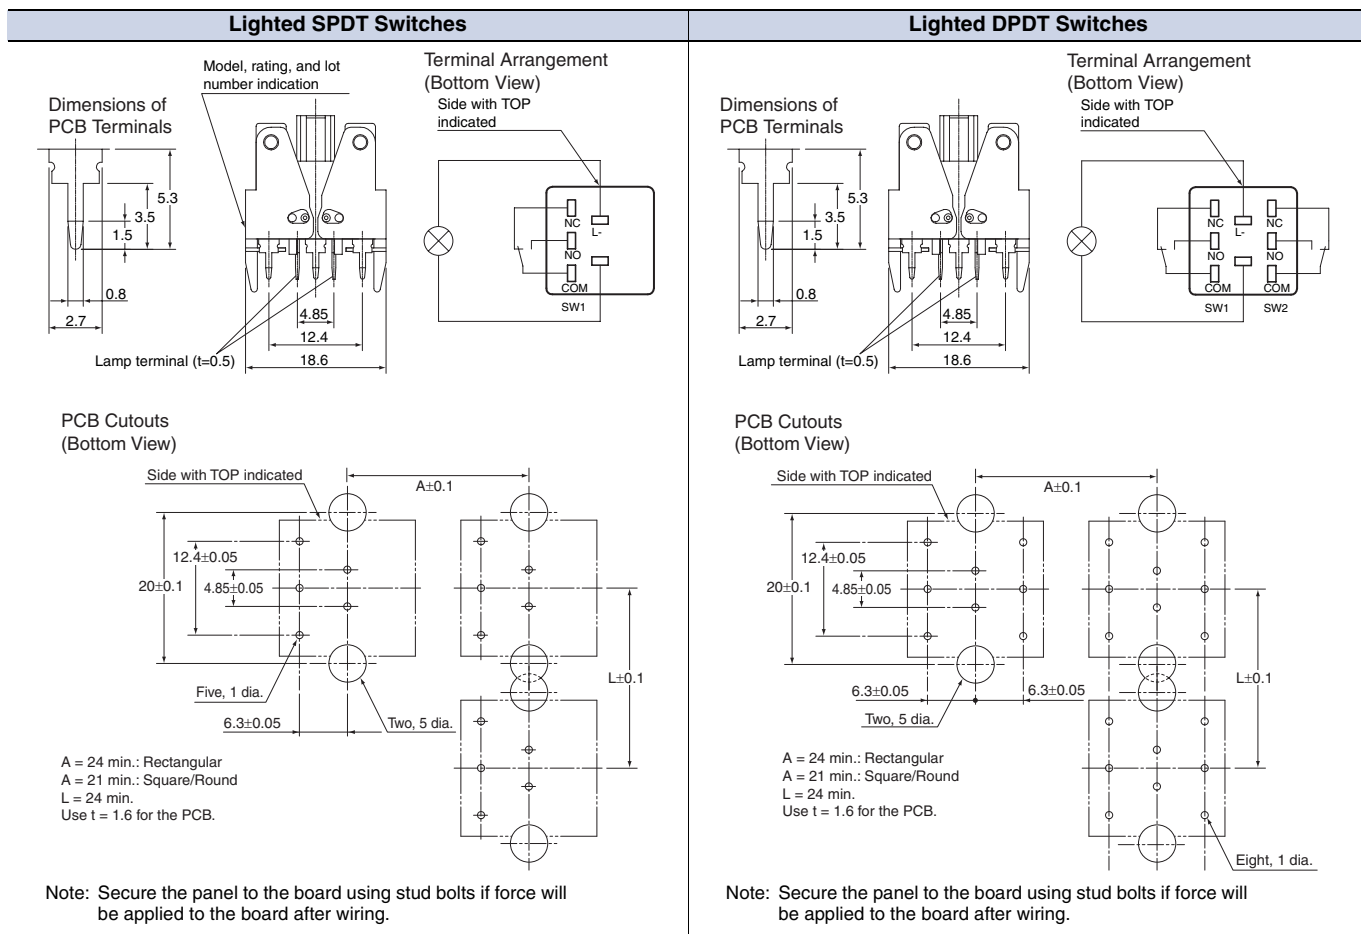 Lighted SPDT Switches
Model, rating, and lot
number indication
Terminal Arrangement
(Bottom View)
Side with TOP
indicated
Dimensions of
PCB Terminals
5.3
3.5
1.5
0.8
2.7
4.85
12.4
18.6
Lamp terminal (t=0.5)
NC
L-
NO
COM
SW1
PCB Cutouts
(Bottom View)
Side with TOP indicated
A±0.1
12.4±0.05
20±0.1
4.85±0.05
L±0.1
Five, 1 dia.
6.3±0.05
Two, 5 dia.
A = 24 min.: Rectangular
A = 21 min.: Square/Round
L = 24 min.
Use t = 1.6 for the PCB.
Note: Secure the panel to the board using stud bolts if force will
be applied to the board after wiring.
Lighted DPDT Switches
Terminal Arrangement
(Bottom View)
Side with TOP
indicated
Dimensions of
PCB Terminals
5.3
3.5
1.5
0.8
2.7
4.85
12.4
18.6
Lamp terminal (t=0.5)
NC
L-
NC
NO
NO
COM
COM
SW1
SW2
PCB Cutouts
(Bottom View)
Side with TOP indicated
A±0.1
12.4±0.05
20±0.1
4.85±0.05
L±0.1
6.3±0.05
6.3±0.05
Two, 5 dia.
A = 24 min.: Rectangular
A = 21 min.: Square/Round
L = 24 min.
Use t = 1.6 for the PCB.
Eight, 1 dia.
Note: Secure the panel to the board using stud bolts if force will
be applied to the board after wiring.